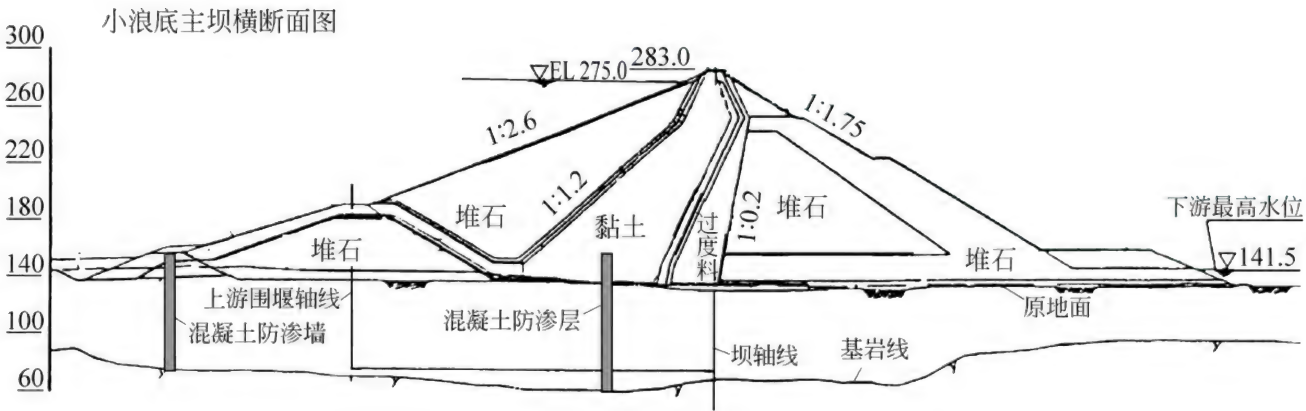 小浪底主坝横断面图
300
260
220
180
140
100
60
EL 275.0
283.0
1:2.6
1:1.75
1:1.2
1:0.2
堆石
堆石
黏土
过度料
堆石
堆石
下游最高水位
141.5
上游围堰轴线
混凝土防渗墙
混凝土防渗层
原地面
坝轴线
基岩线